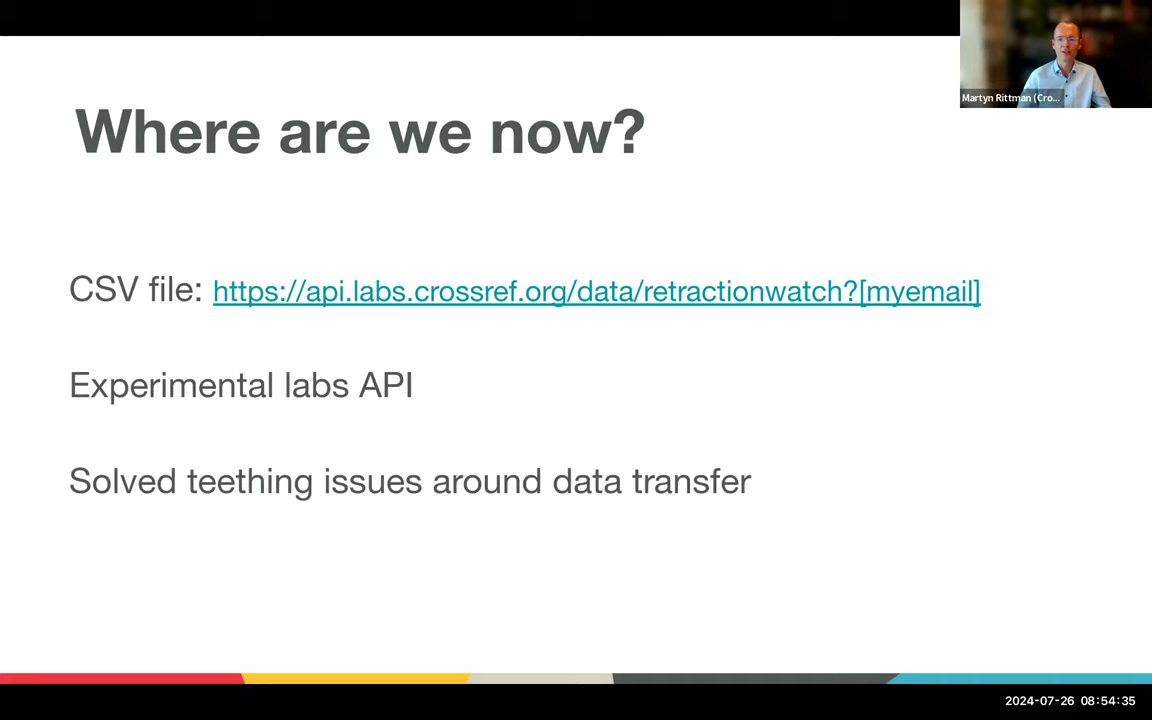 Martyn Rittman (Cro...
Where are we now?
CSV file: https://api.labs.crossref.org/data/retractionwatch?[myemail]
Experimental labs API
Solved teething issues around data transfer
2024-07-26 08:54:35